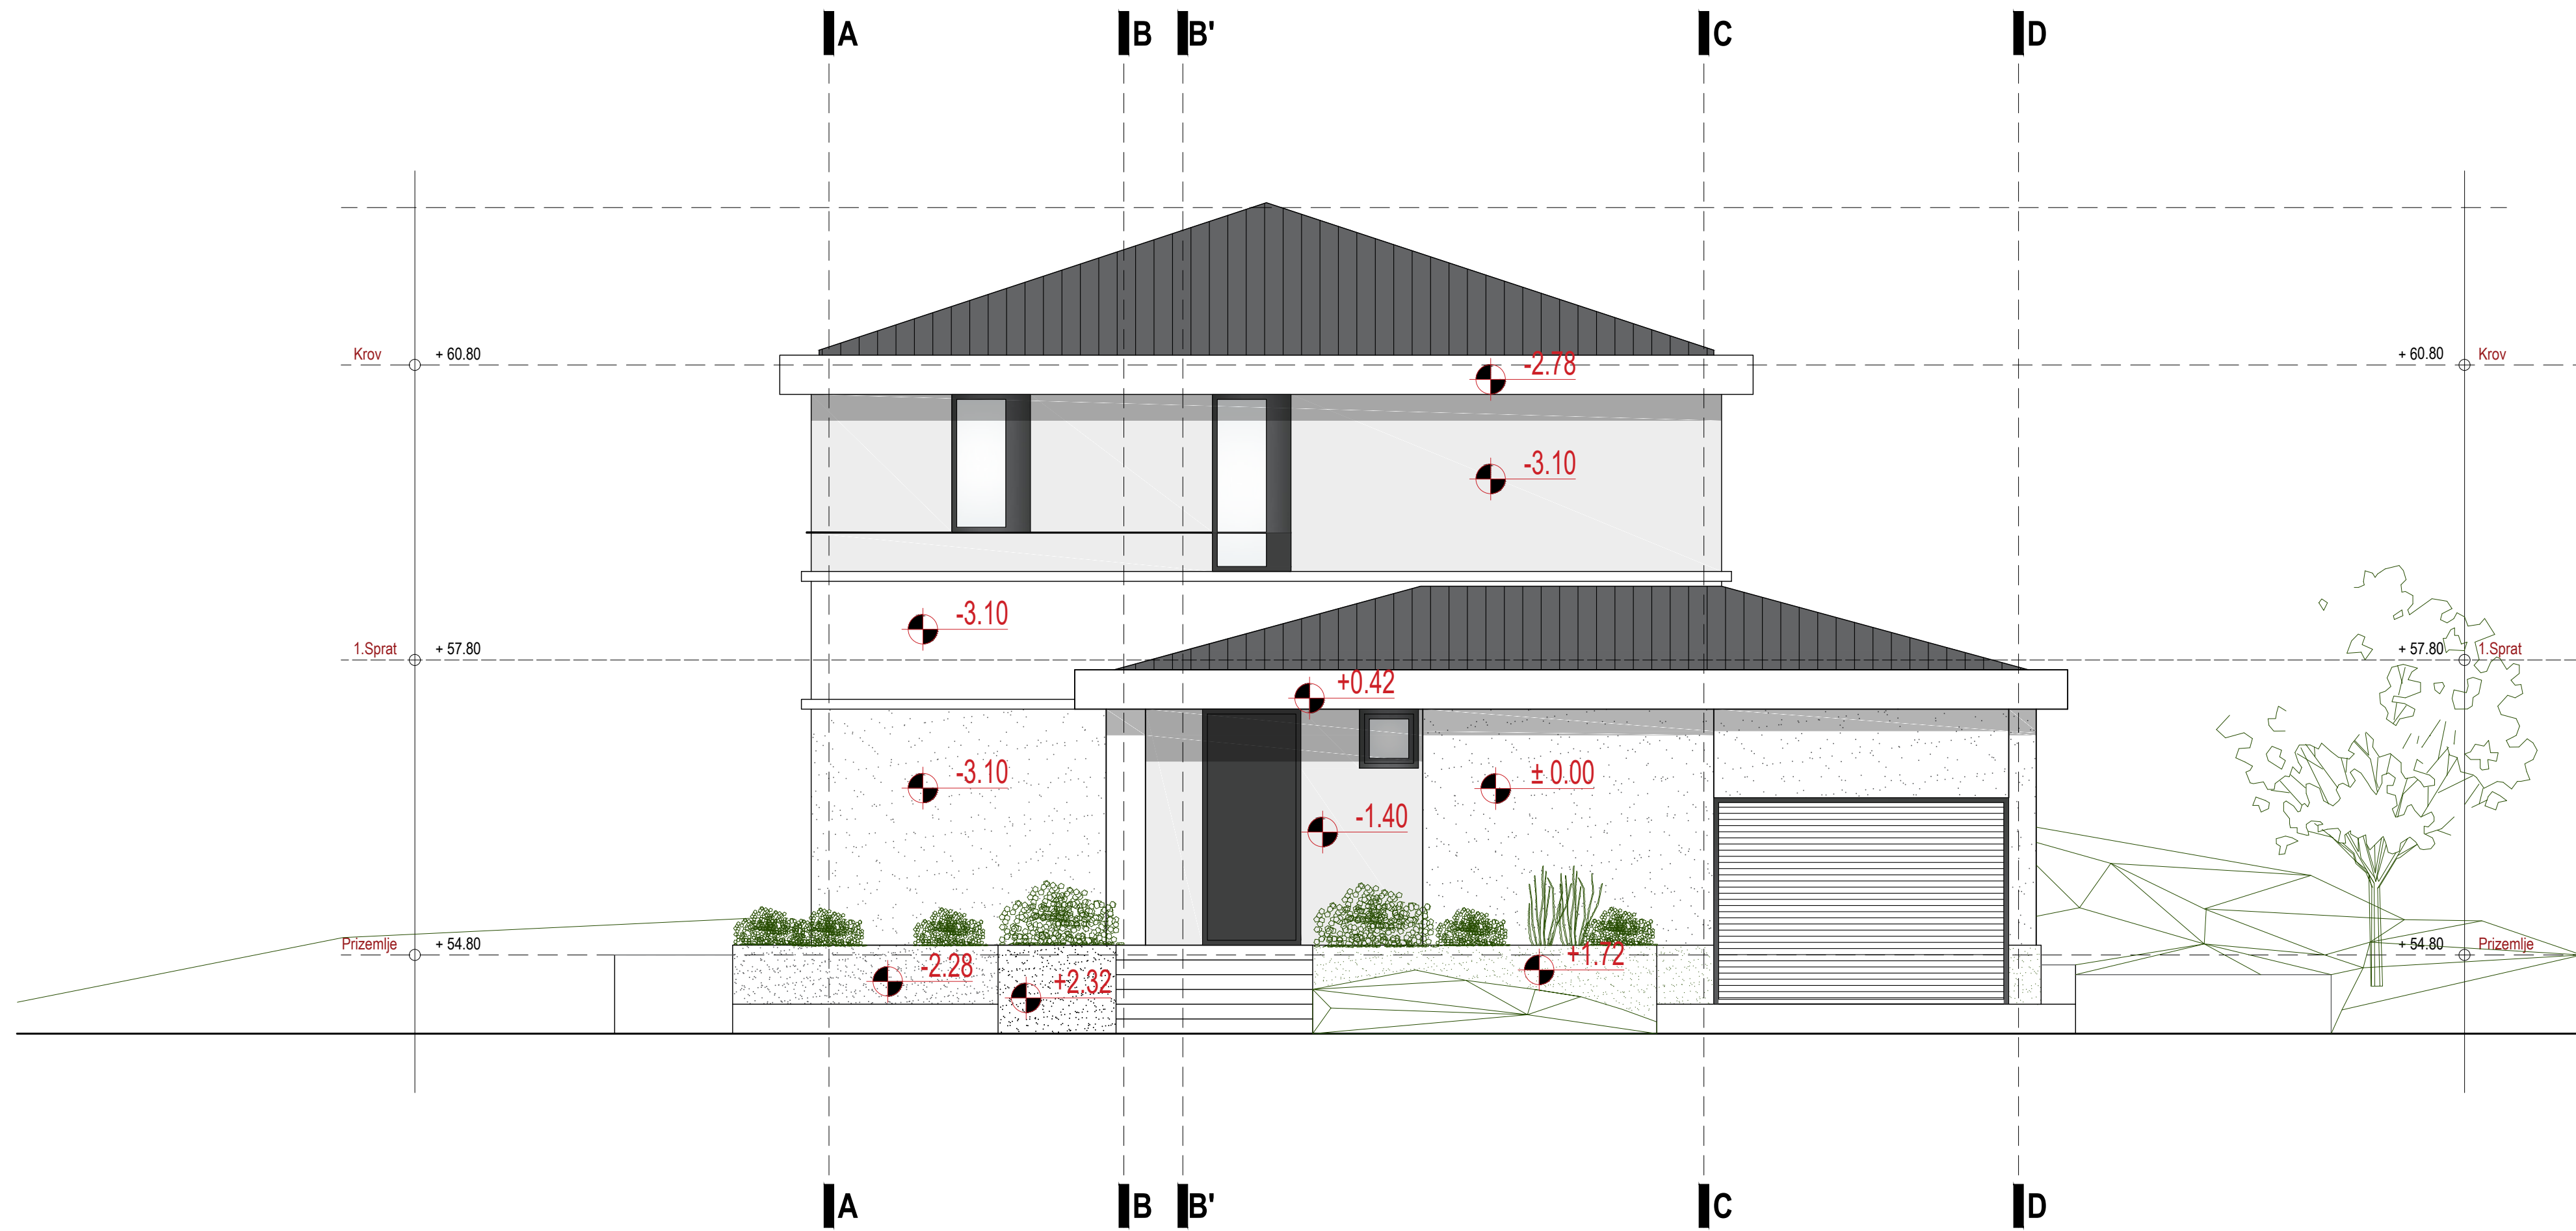 A B B' C D
Krov + 60.80 -2.78 + 60.80 Krov
-3.10
-3.10
1.Sprat + 57.80 + 57.80 1.Sprat
+0.42
-3.10 ± 0.00
-1.40
Prizemlje + 54.80 + 54.80 Prizemlje
-2.28 +2.32 +1.72
A B B' C D